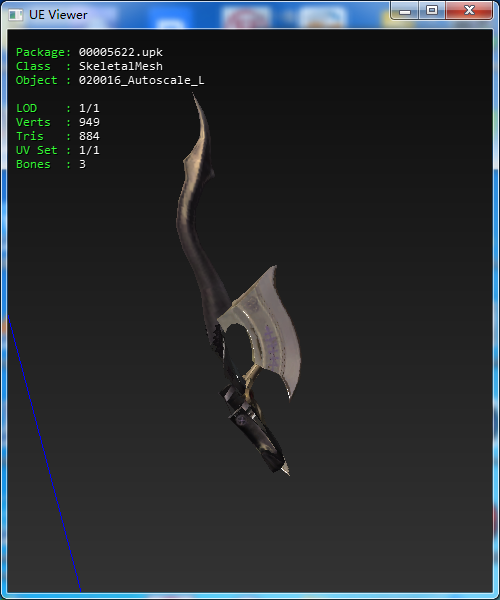 UE Viewer
Package: 00005622.upk
Class : SkeletalMesh
Object : 020016_Autoscale_L
LOD : 1/1
Verts : 949
Tris : 884
UV Set : 1/1
Bones : 3